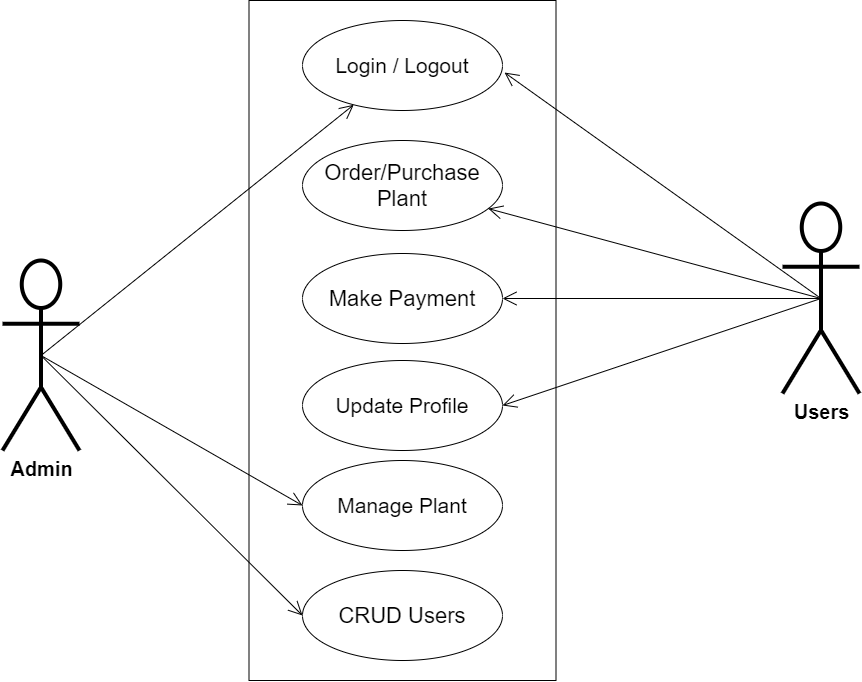 Login / Logout
Order/Purchase
Plant
Make Payment
Update Profile
Manage Plant
CRUD Users
Admin
Users